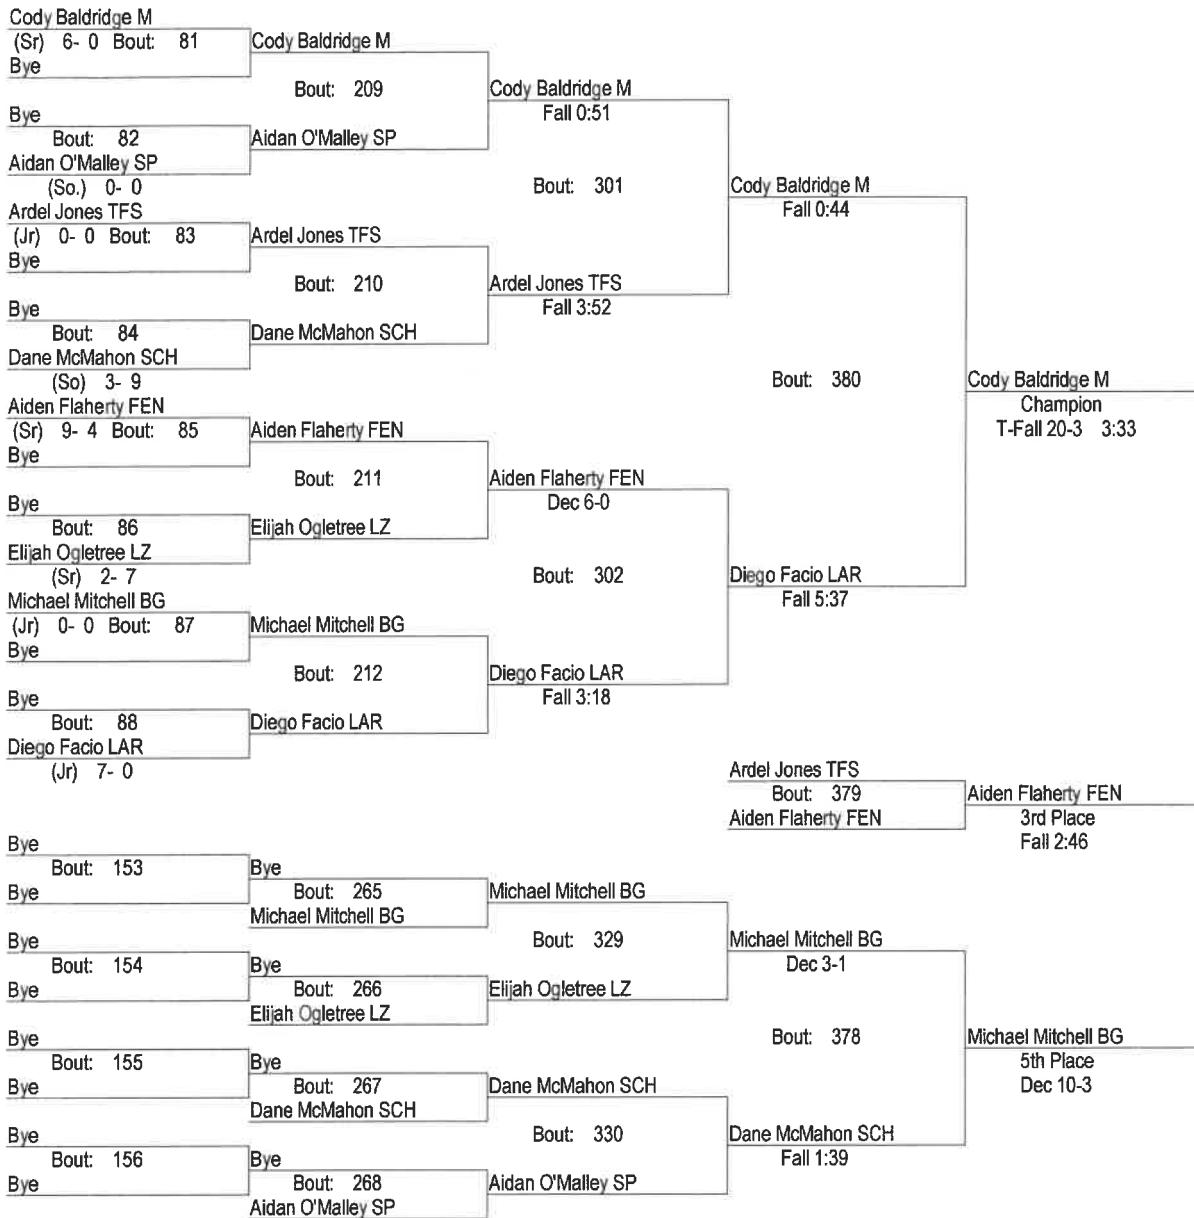 Cody Baldridge M
(Sr) 6- 0 Bout: 81
Bye
Bye
Bout: 82
Aidan O'Malley SP
(So.) 0- 0
Ardel Jones TFS
(Jr) 0- 0 Bout: 83
Bye
Bye
Bout: 84
Dane McMahon SCH
(So) 3- 9
Aiden Flaherty FEN
(Sr) 9- 4 Bout: 85
Bye
Bye
Bout: 86
Elijah Ogletree LZ
(Sr) 2- 7
Michael Mitchell BG
(Jr) 0- 0 Bout: 87
Bye
Bye
Bout: 88
Diego Facio LAR
(Jr) 7- 0
Cody Baldridge M
Bout: 209
Aidan O'Malley SP
Ardel Jones TFS
Bout: 210
Dane McMahon SCH
Aiden Flaherty FEN
Bout: 211
Elijah Ogletree LZ
Michael Mitchell BG
Bout: 212
Diego Facio LAR
Cody Baldridge M
Fall 0:51
Bout: 301
Ardel Jones TFS
Fall 3:52
Aiden Flaherty FEN
Dec 6-0
Bout: 302
Diego Facio LAR
Fall 3:18
Cody Baldridge M
Fall 0:44
Bout: 380
Diego Facio LAR
Fall 5:37
Cody Baldridge M
Champion
T-Fall 20-3 3:33
Ardel Jones TFS
Bout: 379
Aiden Flaherty FEN
Aiden Flaherty FEN
3rd Place
Fall 2:46
Bye
Bout: 153
Bye
Bye
Bout: 154
Bye
Bye
Bout: 155
Bye
Bye
Bout: 156
Bye
Bye
Bout: 265
Michael Mitchell BG
Bye
Bout: 266
Elijah Ogletree LZ
Bye
Bout: 267
Dane McMahon SCH
Bye
Bout: 268
Aidan O'Malley SP
Michael Mitchell BG
Bout: 329
Elijah Ogletree LZ
Dane McMahon SCH
Bout: 330
Aidan O'Malley SP
Michael Mitchell BG
Dec 3-1
Bout: 378
Dane McMahon SCH
Fall 1:39
Michael Mitchell BG
5th Place
Dec 10-3